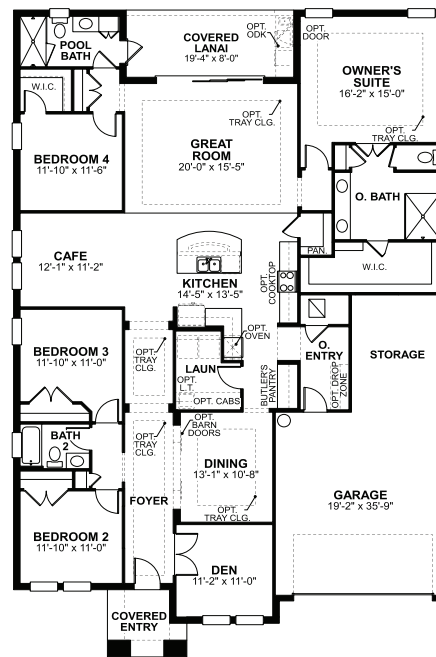 POOL
BATH
COVERED
LANAI
19'-4" x 8'-0"
OPT.
ODK
OPT.
DOOR
OWNER'S
SUITE
16'-2" x 15'-0"
OPT.
TRAY CLG.
W.I.C.
OPT.
TRAY CLG.
GREAT
ROOM
20'-0" x 15'-5"
BEDROOM 4
11'-10" x 11'-6"
O. BATH
PAN
W.I.C.
CAFE
12'-1" x 11'-2"
KITCHEN
14'-5" x 13'-5"
OPT.
COOKTOP
OPT.
OVEN
O.
ENTRY
STORAGE
BEDROOM 3
11'-10" x 11'-0"
OPT.
TRAY
CLG.
LAUN
OPT.
L.T.
OPT. CABS
BUTLER'S
PANTRY
OPT. DROP
ZONE
OPT.
TRAY
CLG.
OPT.
BARN
DOORS
BATH
2
DINING
13'-1" x 10'-8"
OPT.
TRAY CLG.
FOYER
GARAGE
19'-2" x 35'-9"
BEDROOM 2
11'-10" x 11'-0"
DEN
11'-2" x 11'-0"
COVERED
ENTRY